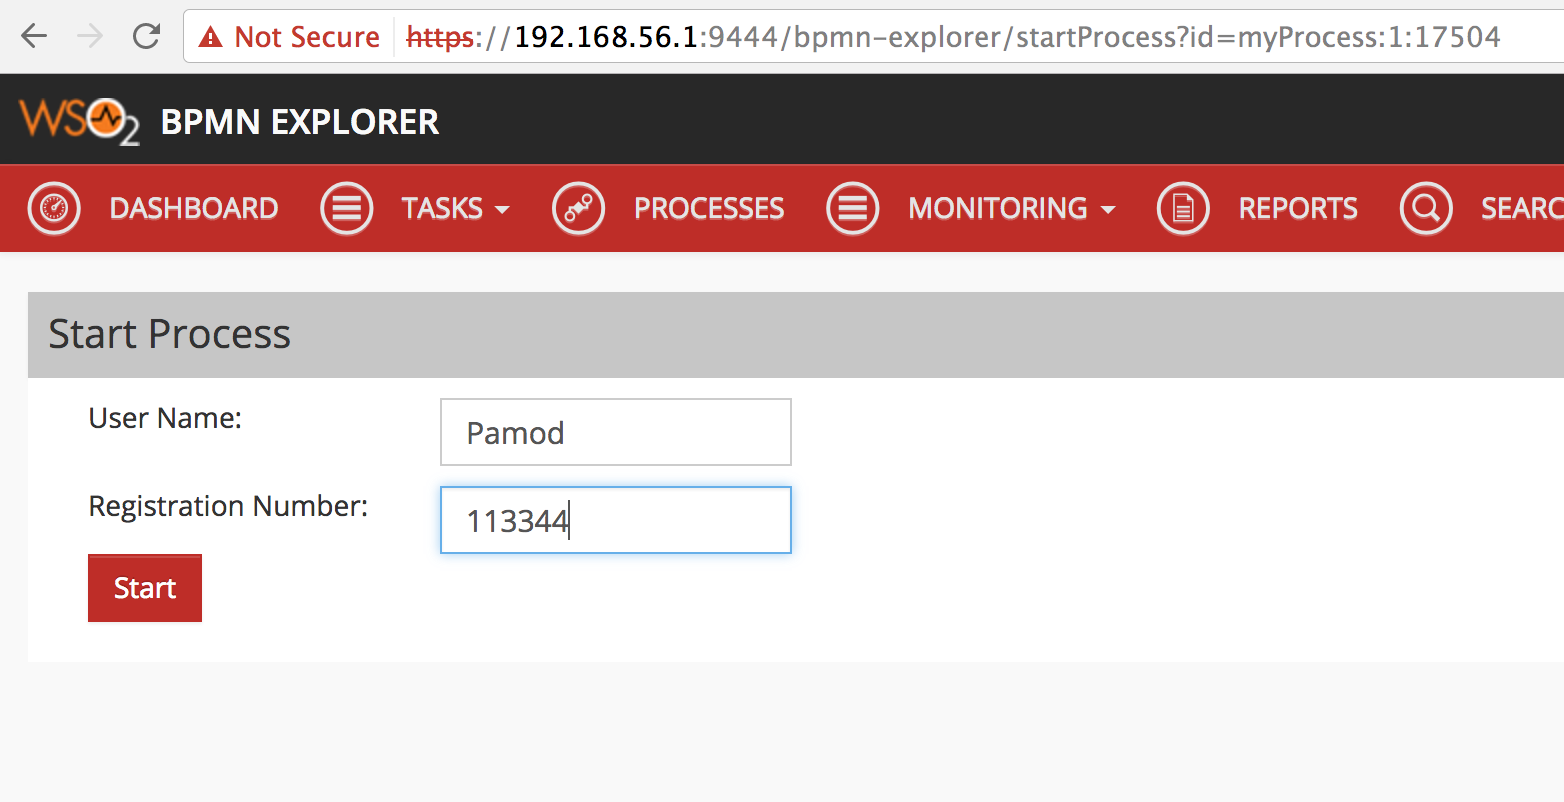 Not Secure https://192.168.56.1:9444/bpmn-explorer/startProcess?id=myProcess:1:17504
WSO2 BPMN EXPLORER
DASHBOARD TASKS PROCESSES MONITORING REPORTS SEARC
Start Process
User Name: Pamod
Registration Number: 113344
Start